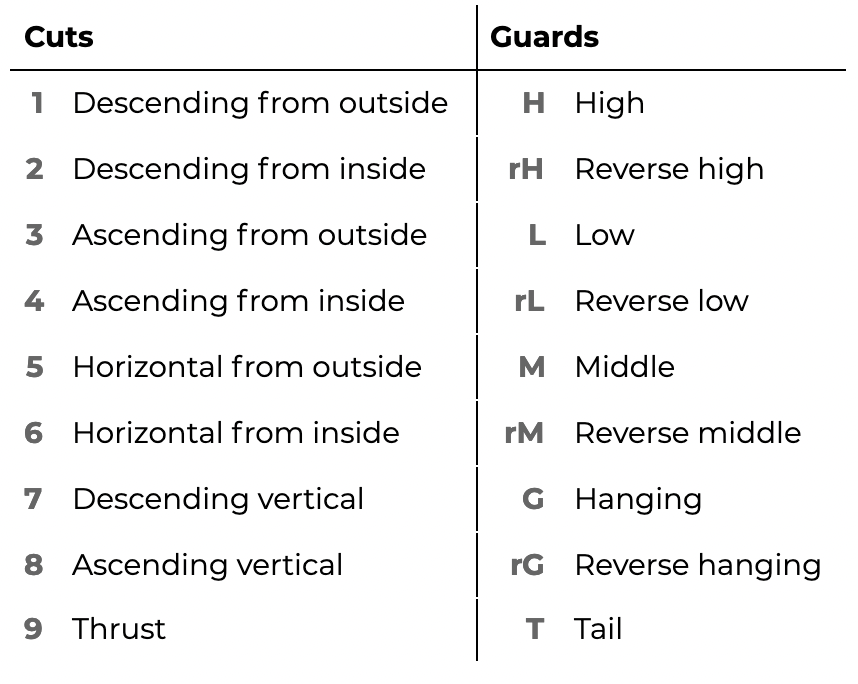 Cuts Guards
1 Descending from outside H High
2 Descending from inside rH Reverse high
3 Ascending from outside L Low
4 Ascending from inside rL Reverse low
5 Horizontal from outside M Middle
6 Horizontal from inside rM Reverse middle
7 Descending vertical G Hanging
8 Ascending vertical rG Reverse hanging
9 Thrust T Tail